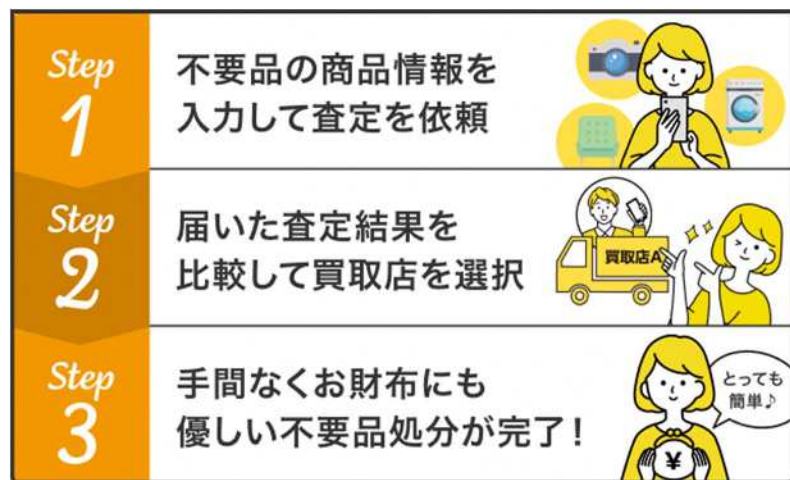 Step
1
不要品の商品情報を
入力して査定を依頼
Step
2
届いた査定結果を
比較して買取店を選択
買取店A
Step
3
手間なくお財布にも
優しい不要品処分が完了!
とっても
簡単♪
¥